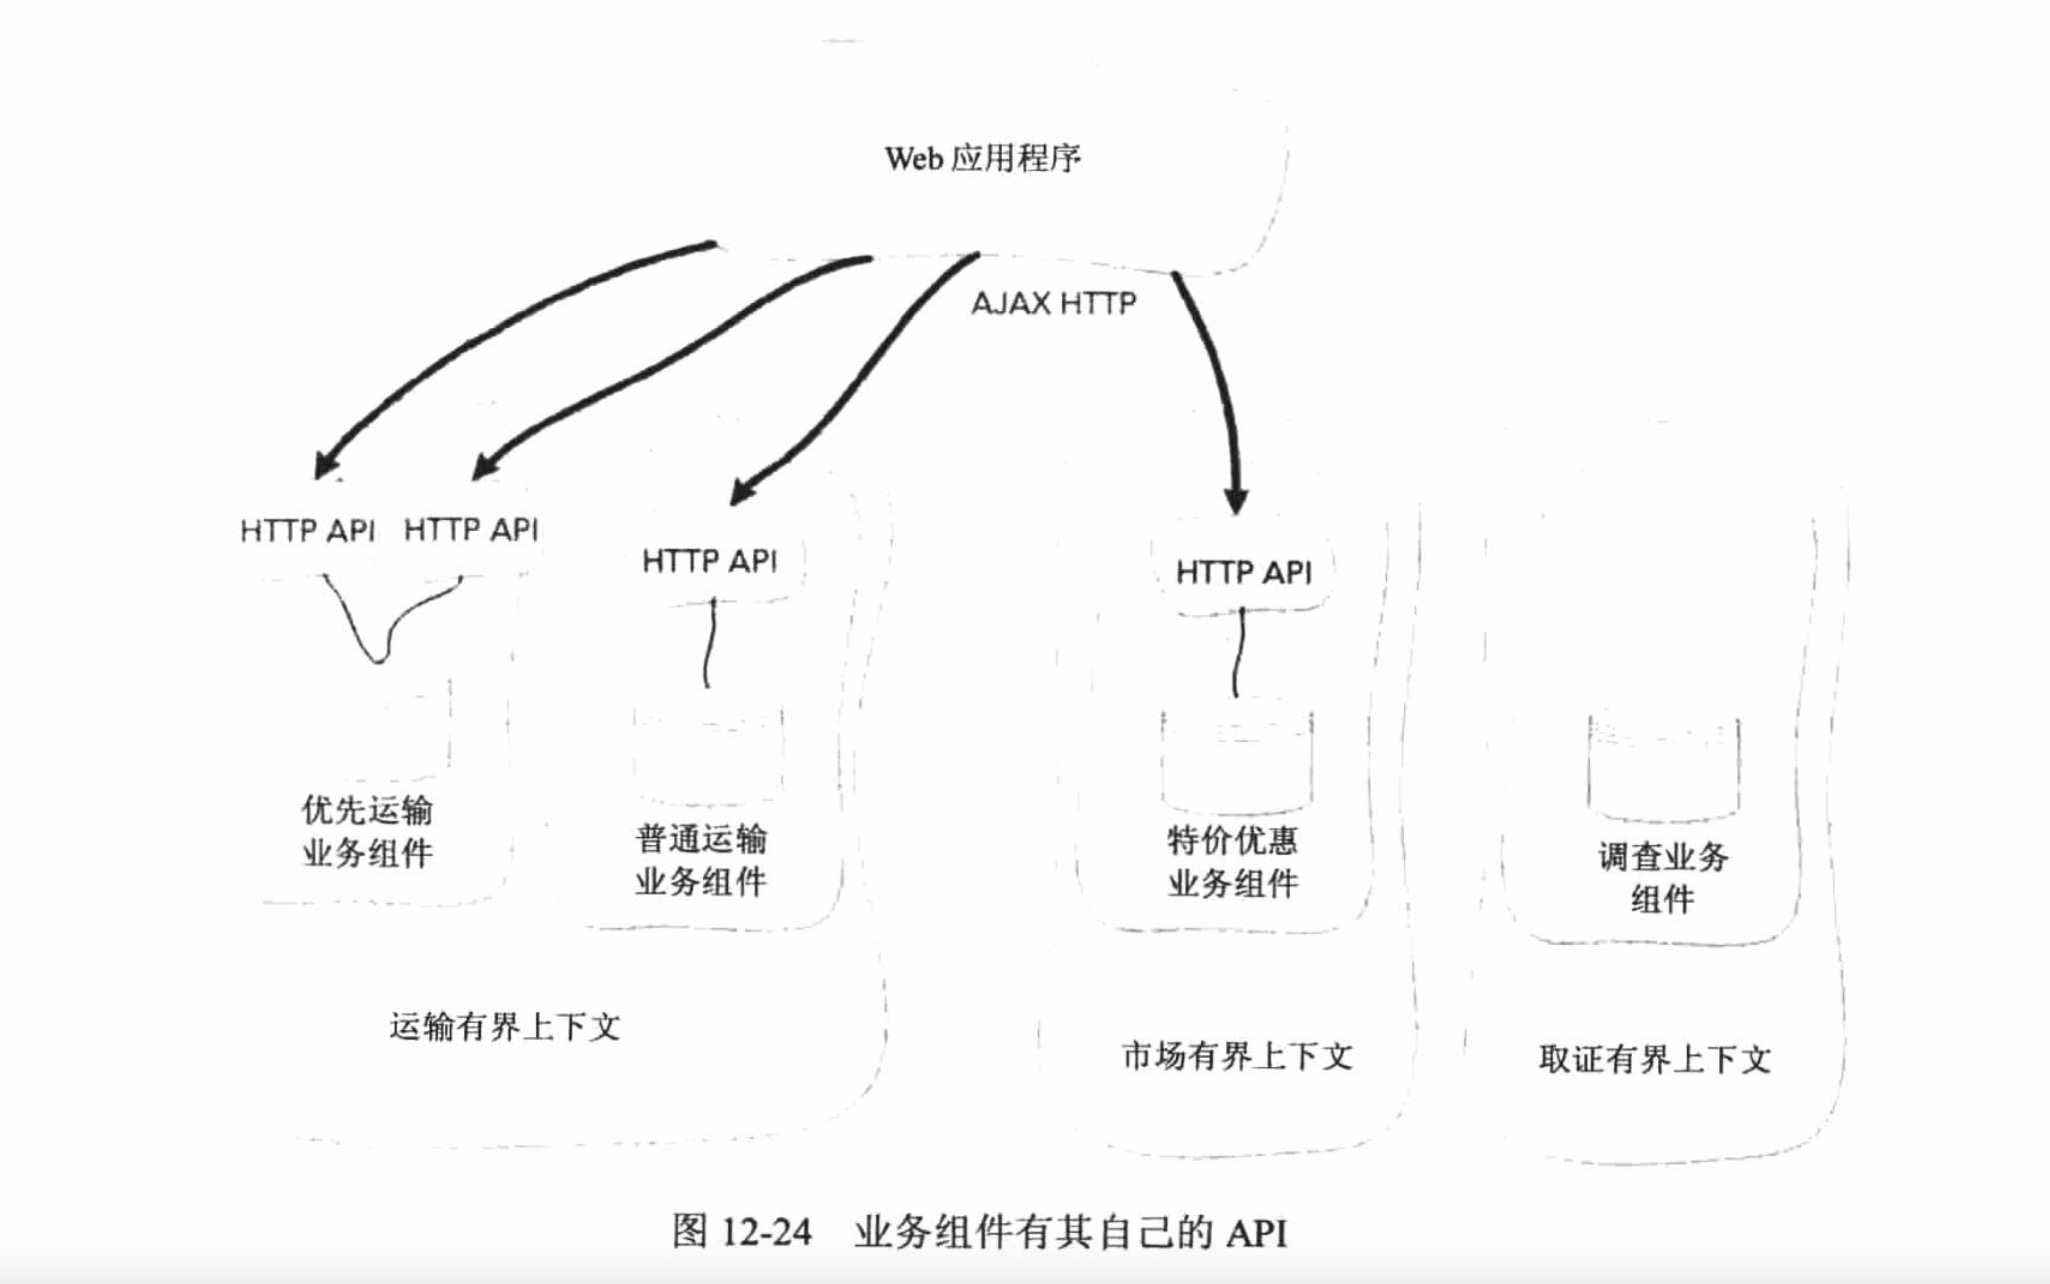 Web 应用程序
AJAX HTTP
HTTP API
HTTP API
HTTP API
HTTP API
优先运输
业务组件
普通运输
业务组件
特价优惠
业务组件
调查业务
组件
运输有界上下文
市场有界上下文
取证有界上下文
图 12-24 业务组件有其自己的 API